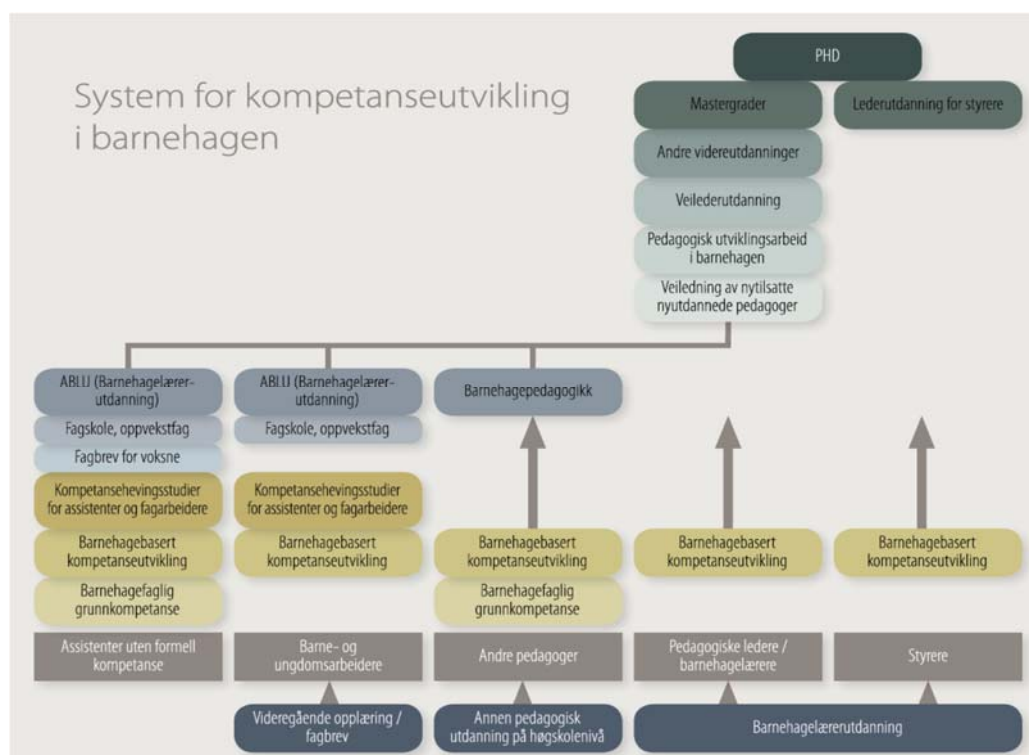 System for kompetanseutvikling
i barnehagen
PHD
Mastergrader
Lederutdanning for styrere
Andre videreutdanninger
Veilederutdanning
Pedagogisk utviklingsarbeid
i barnehagen
Veiledning av nytilsatte
nyutdannede pedagoger
ABLU (Barnehagelærer-
utdanning)
ABLU (Barnehagelærer-
utdanning)
Barnehagepedagogikk
Fagskole, oppvekstfag
Fagskole, oppvekstfag
Fagbrev for voksne
Kompetansehevingsstudier
for assistenter og fagarbeidere
Kompetansehevingsstudier
for assistenter og fagarbeidere
Barnehagebasert
kompetanseutvikling
Barnehagebasert
kompetanseutvikling
Barnehagebasert
kompetanseutvikling
Barnehagebasert
kompetanseutvikling
Barnehagebasert
kompetanseutvikling
Barnehagefaglig
grunnkompetanse
Barnehagefaglig
grunnkompetanse
Assistenter uten formell
kompetanse
Barne- og
ungdomsarbeidere
Andre pedagoger
Pedagogiske ledere /
barnehagelærere
Styrere
Videregående opplæring /
fagbrev
Annen pedagogisk
utdanning på høgskolenivå
Barnehagelærerutdanning